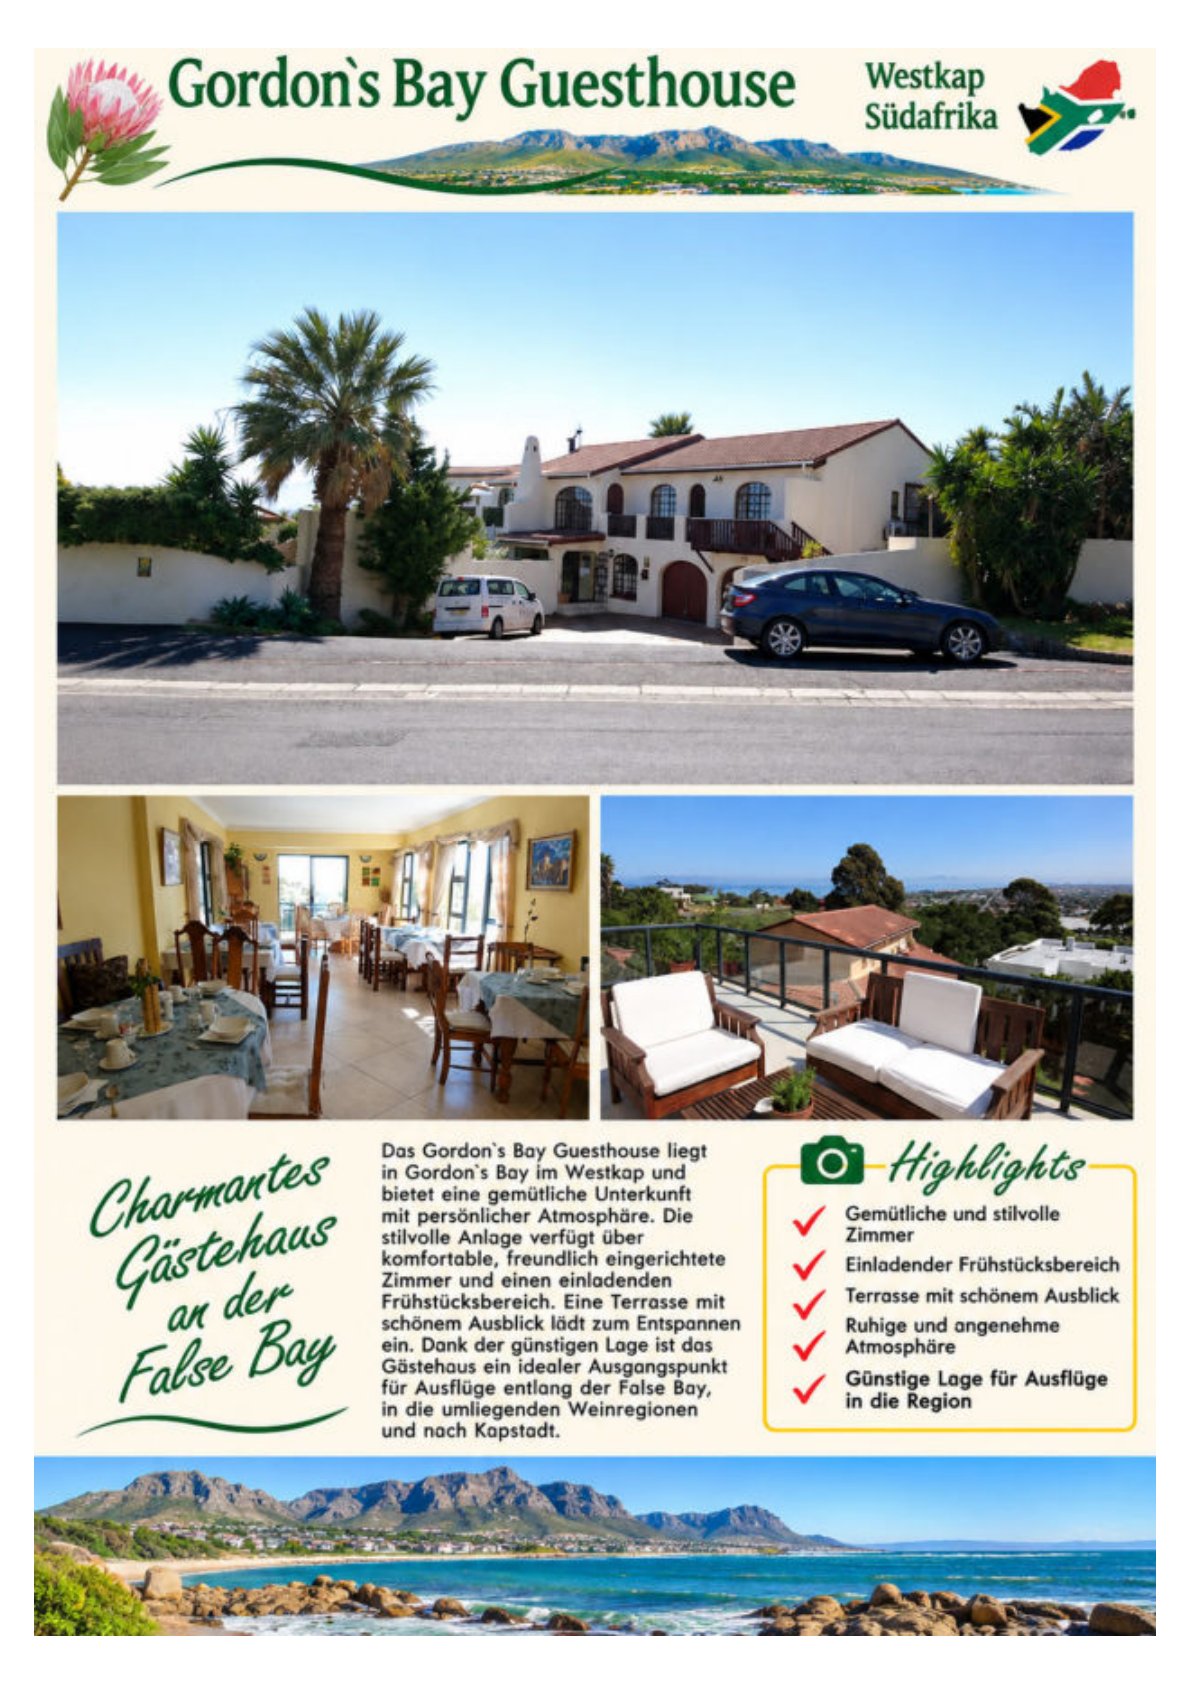 Gordon`s Bay Guesthouse
Westkap
Südafrika
Charmantes
Gästehaus
an der
False Bay
Das Gordon`s Bay Guesthouse liegt
in Gordon`s Bay im Westkap und
bietet eine gemütliche Unterkunft
mit persönlicher Atmosphäre. Die
stilvolle Anlage verfügt über
komfortable, freundlich eingerichtete
Zimmer und einen einladenden
Frühstücksbereich. Eine Terrasse mit
schönem Ausblick lädt zum Entspannen
ein. Dank der günstigen Lage ist das
Gästehaus ein idealer Ausgangspunkt
für Ausflüge entlang der False Bay,
in die umliegenden Weinregionen
und nach Kapstadt.
Highlights
Gemütliche und stilvolle
Zimmer
Einladender Frühstücksbereich
Terrasse mit schönem Ausblick
Ruhige und angenehme
Atmosphäre
Günstige Lage für Ausflüge
in die Region